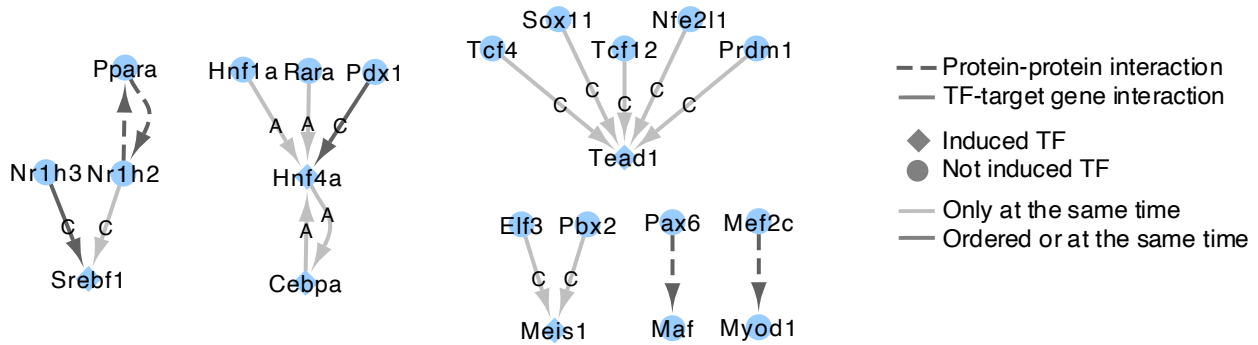 Sox11 Nfe2l1
Tcf4 Tcf12 Prdm1
Ppara Hnf1a Rara Pdx1
Protein-protein interaction
TF-target gene interaction
C C C C C
A A C
Induced TF
Not induced TF
Tead1
Nr1h3 Nr1h2 Hnf4a
Only at the same time
Ordered or at the same time
C C A A
Elf3 Pbx2 Pax6 Mef2c
Srebf1 Cebpa
C C
Meis1 Maf Myod1